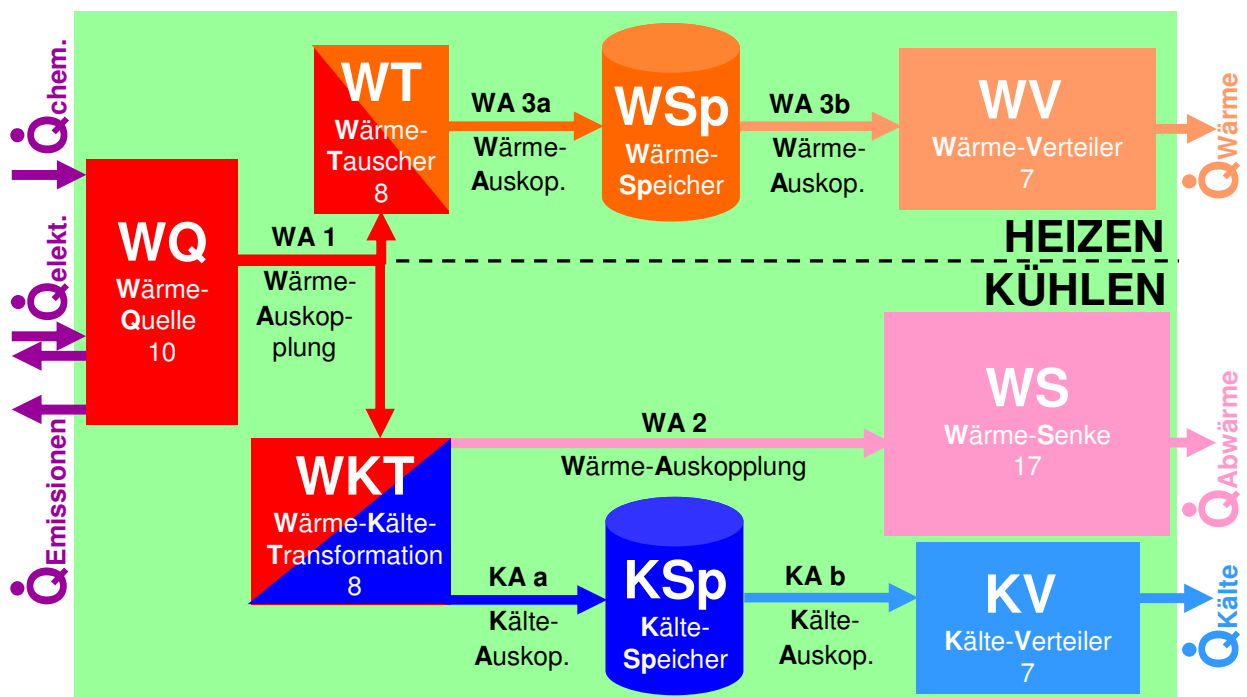 Q̇chem.
Q̇elekt.
Q̇Emissionen
WQ
Wärme-
Quelle
10
WA 1
Wärme-
Auskop-
pplung
WT
Wärme-
Tauscher
8
WA 3a
Wärme-
Auskop.
WSp
Wärme-
Speicher
WA 3b
Wärme-
Auskop.
WV
Wärme-Verteiler
7
Q̇Wärme
HEIZEN
KÜHLEN
WKT
Wärme-Kälte-
Transformation
8
WA 2
Wärme-Auskopplung
WS
Wärme-Senke
17
Q̇Abwärme
KA a
Kälte-
Auskop.
KSp
Kälte-
Speicher
KA b
Kälte-
Auskop.
KV
Kälte-Verteiler
7
Q̇Kälte